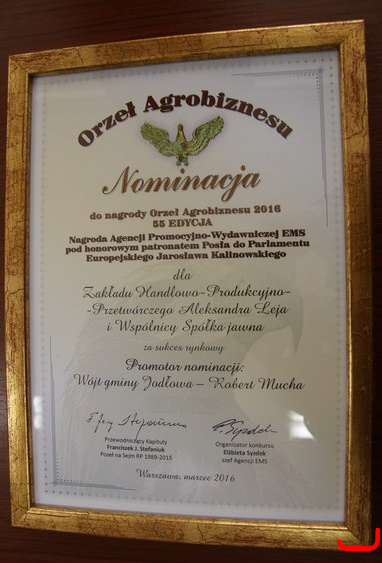 Orzeł Agrobiznesu
Nominacja
do nagrody Orzeł Agrobiznesu 2016
55 EDYCJA
Nagroda Agencji Promocyjno-Wydawniczej EMS
pod honorowym patronatem Posła do Parlamentu
Europejskiego Jarosława Kalinowskiego
dla
Zakładu Handlowo-Produkcyjno-
-Przetwórczego Aleksandra Leja
i Wspólnicy Spółka jawna
za sukces rynkowy
Promotor nominacji:
Wójt gminy Jodłowa – Robert Mucha
Przewodniczący Kapituły
Franciszek J. Stefaniuk
Poseł na Sejm RP 1989-2015
Organizator konkursu
Elżbieta Syzdek
szef Agencji EMS
Warszawa, marzec 2016